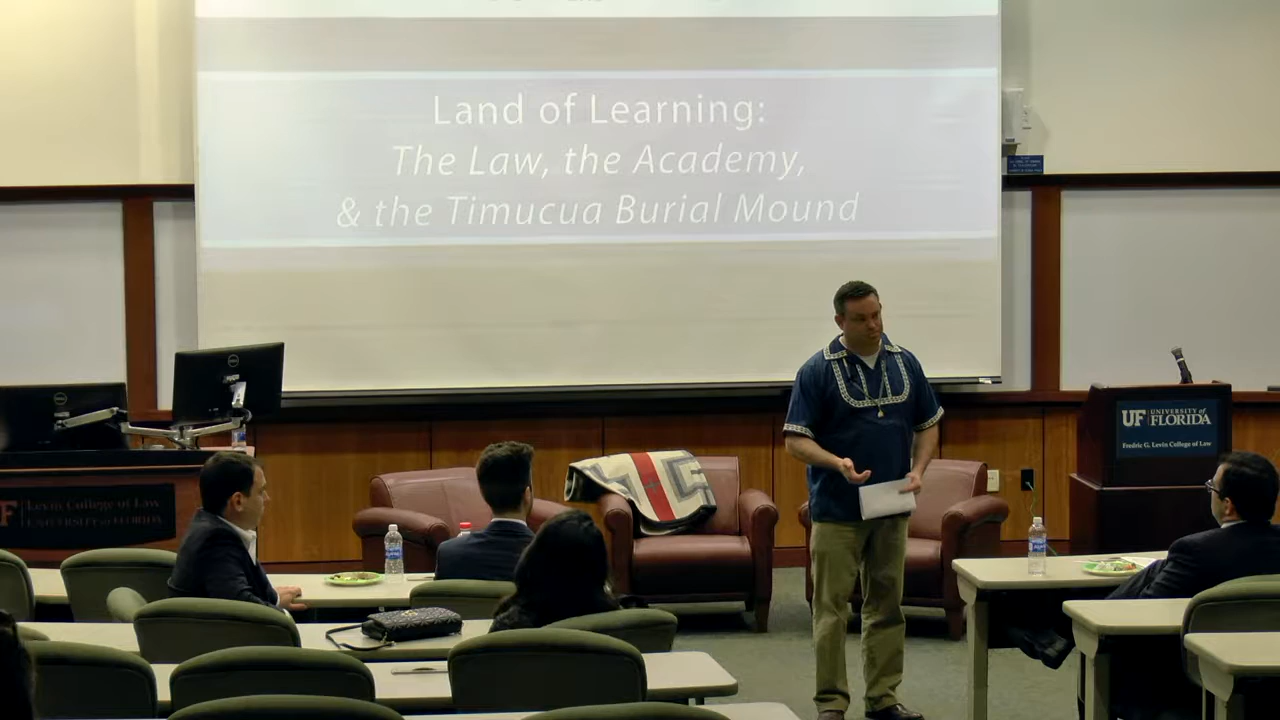 Land of Learning:
The Law, the Academy,
& the Timucua Burial Mound
UF UNIVERSITY of FLORIDA
Fredric G. Levin College of Law
Levin College of Law
UNIVERSITY of FLORIDA